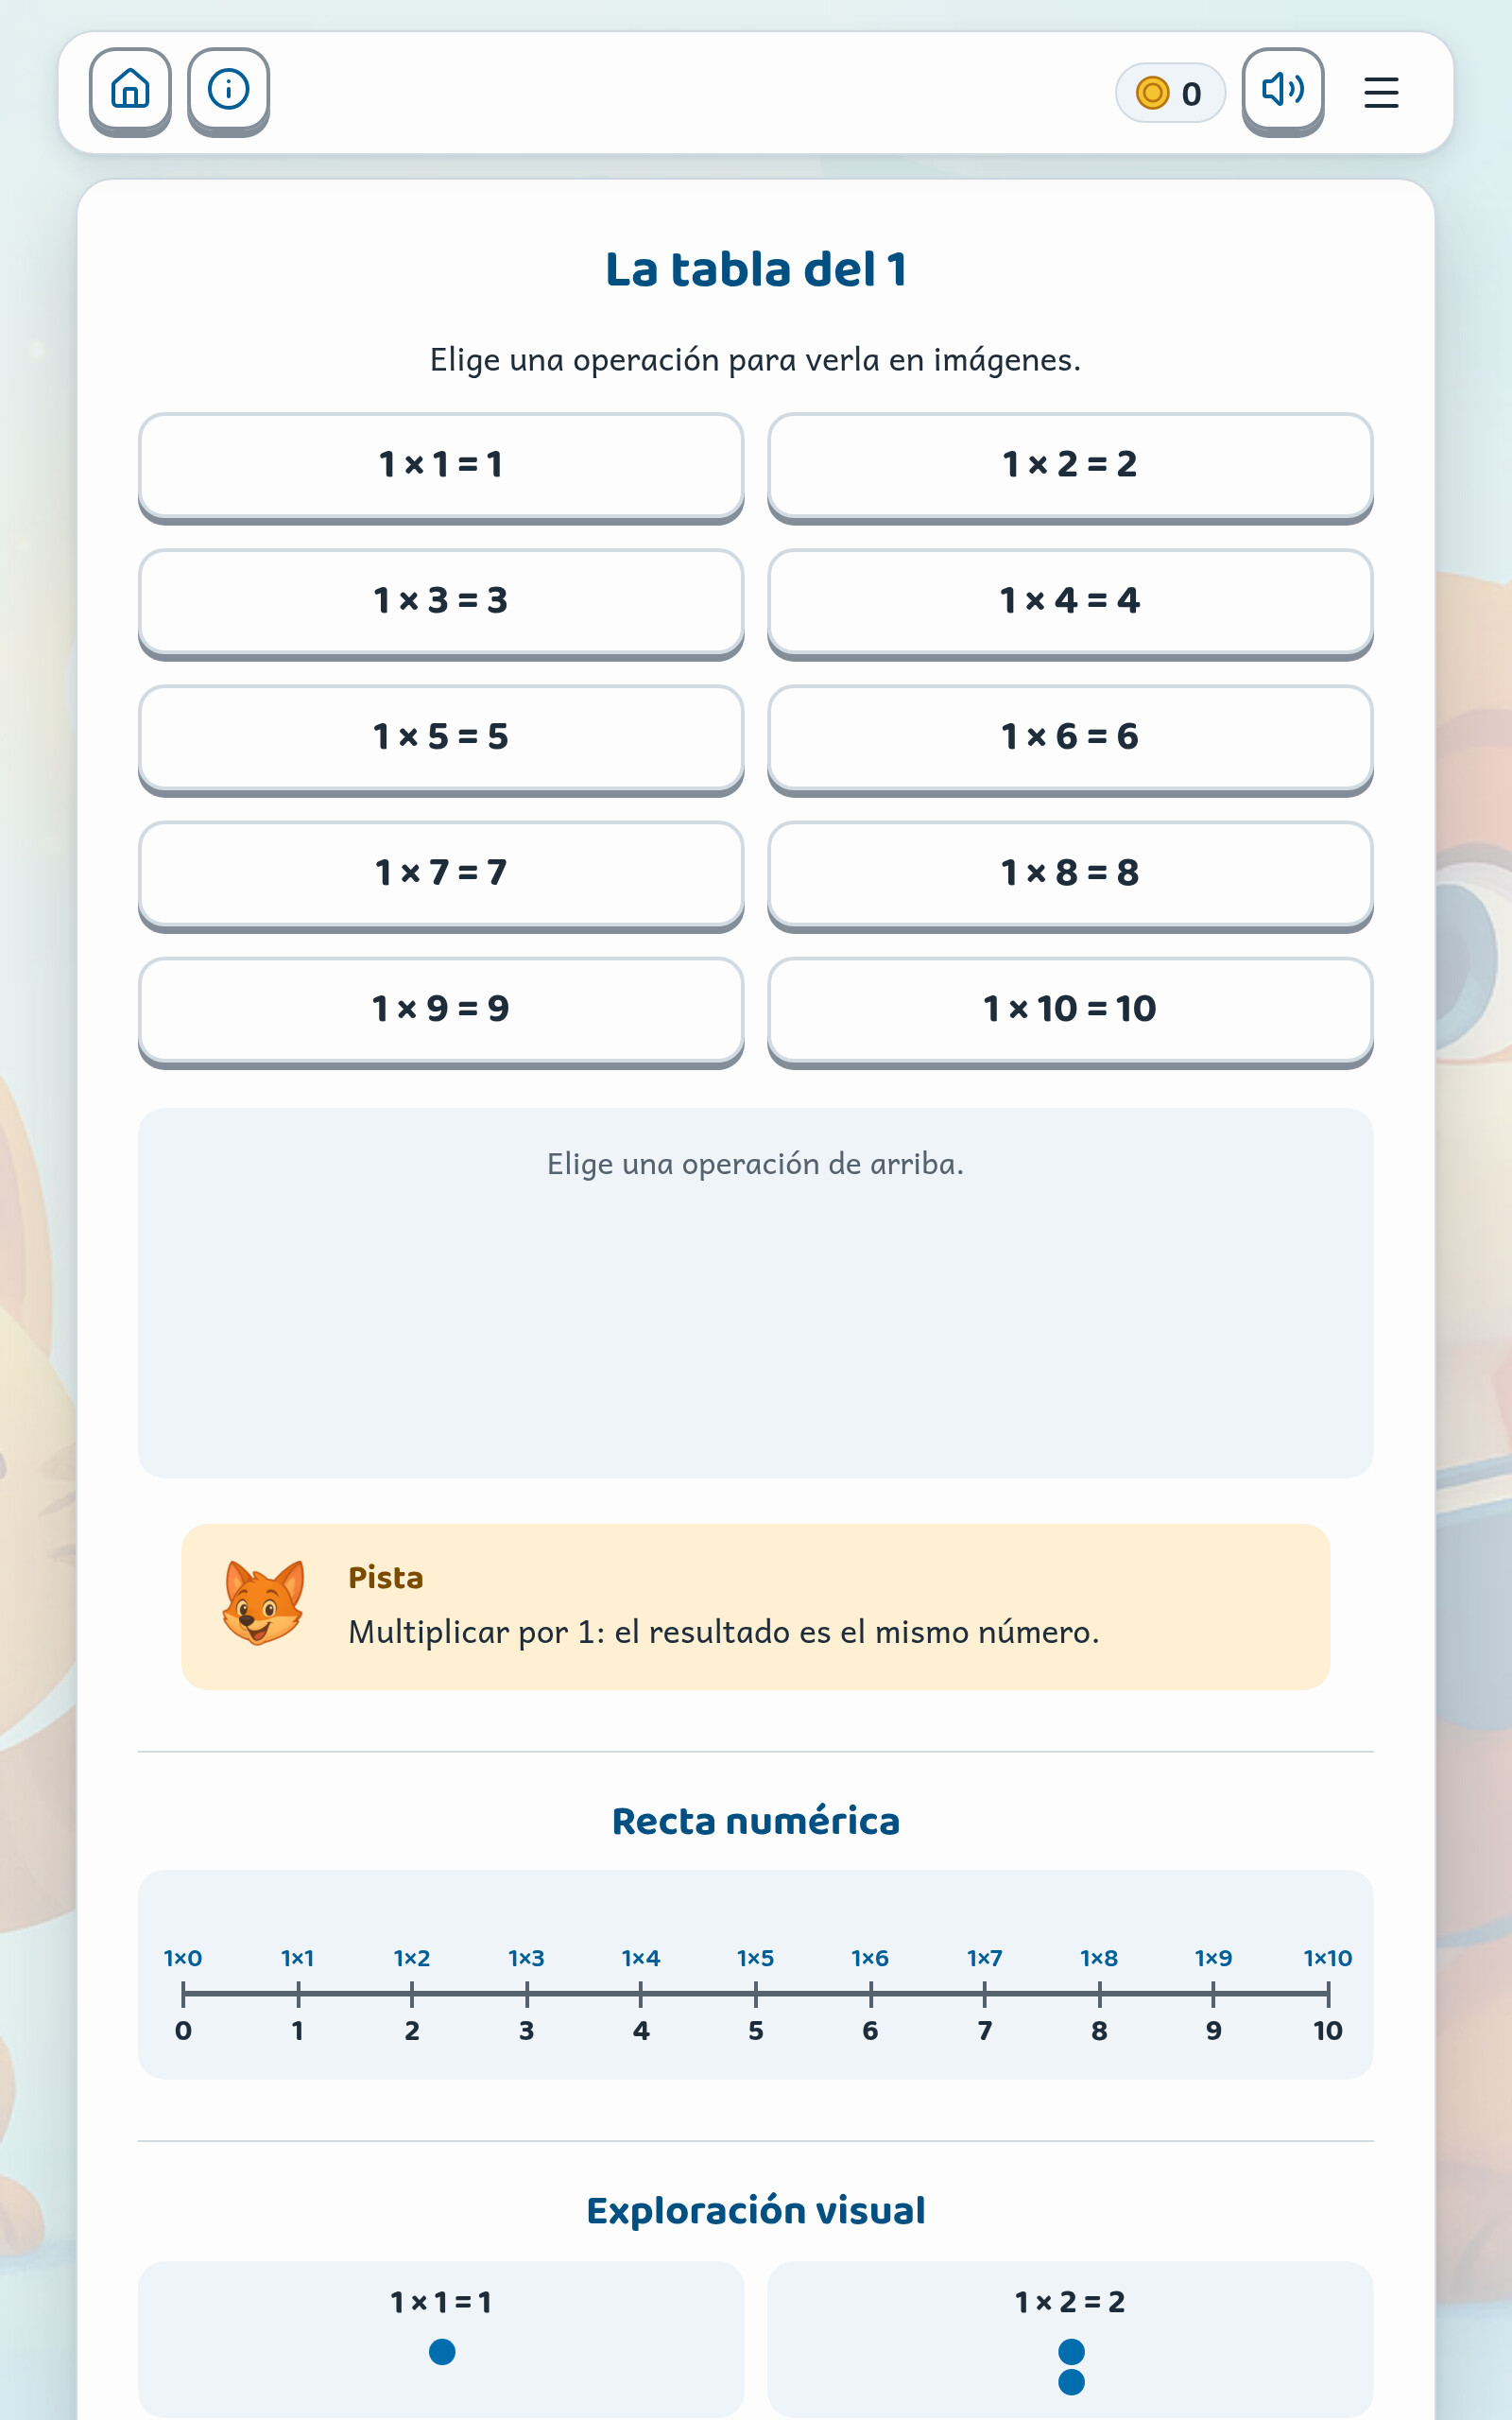 0
La tabla del 1
Elige una operación para verla en imágenes.
1 × 1 = 1
1 × 2 = 2
1 × 3 = 3
1 × 4 = 4
1 × 5 = 5
1 × 6 = 6
1 × 7 = 7
1 × 8 = 8
1 × 9 = 9
1 × 10 = 10
Elige una operación de arriba.
Pista
Multiplicar por 1: el resultado es el mismo número.
Recta numérica
1×0 1×1 1×2 1×3 1×4 1×5 1×6 1×7 1×8 1×9 1×10
0 1 2 3 4 5 6 7 8 9 10
Exploración visual
1 × 1 = 1
1 × 2 = 2